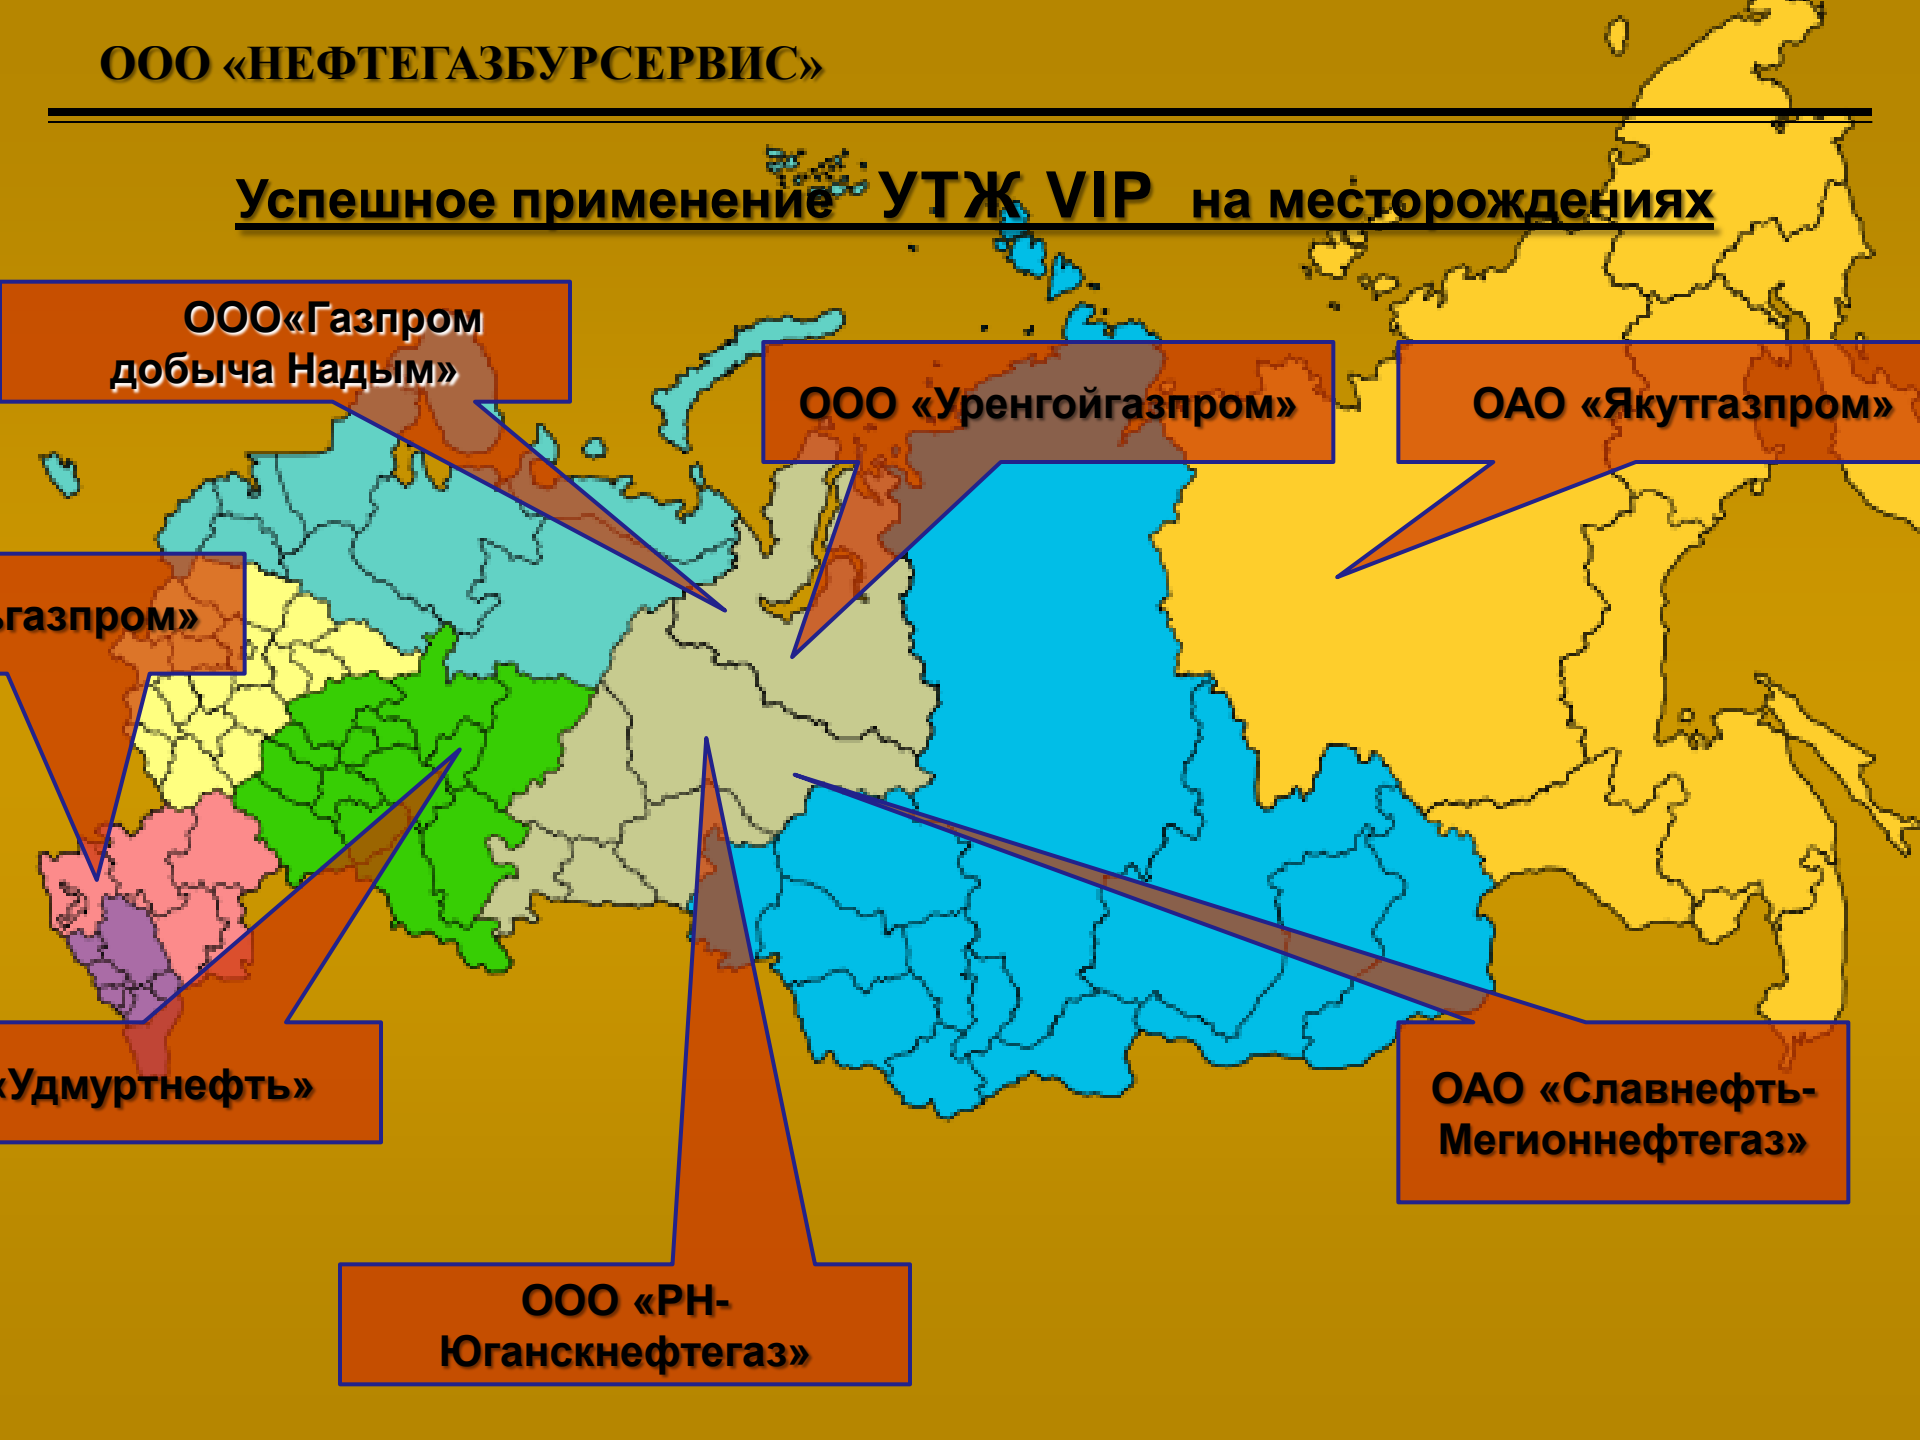 ООО «НЕФТЕГАЗБУРСЕРВИС»
Успешное применение УТЖ VIP на месторождениях
ООО«Газпром
добыча Надым»
ООО «Уренгойгазпром»
ОАО «Якутгазпром»
ьгазпром»
«Удмуртнефть»
ОАО «Славнефть-
Мегионнефтегаз»
ООО «РН-
Юганскнефтегаз»